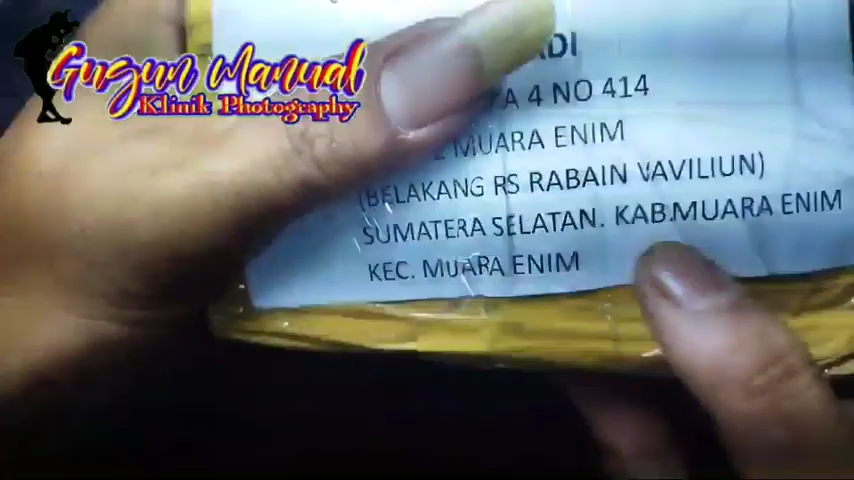 Gugun Manual
Klinik Photography
A 4 NO 414
MUARA ENIM
(BELAKANG RS RABAIN VAVILIUN)
SUMATERA SELATAN. KAB.MUARA ENIM
KEC. MUARA ENIM